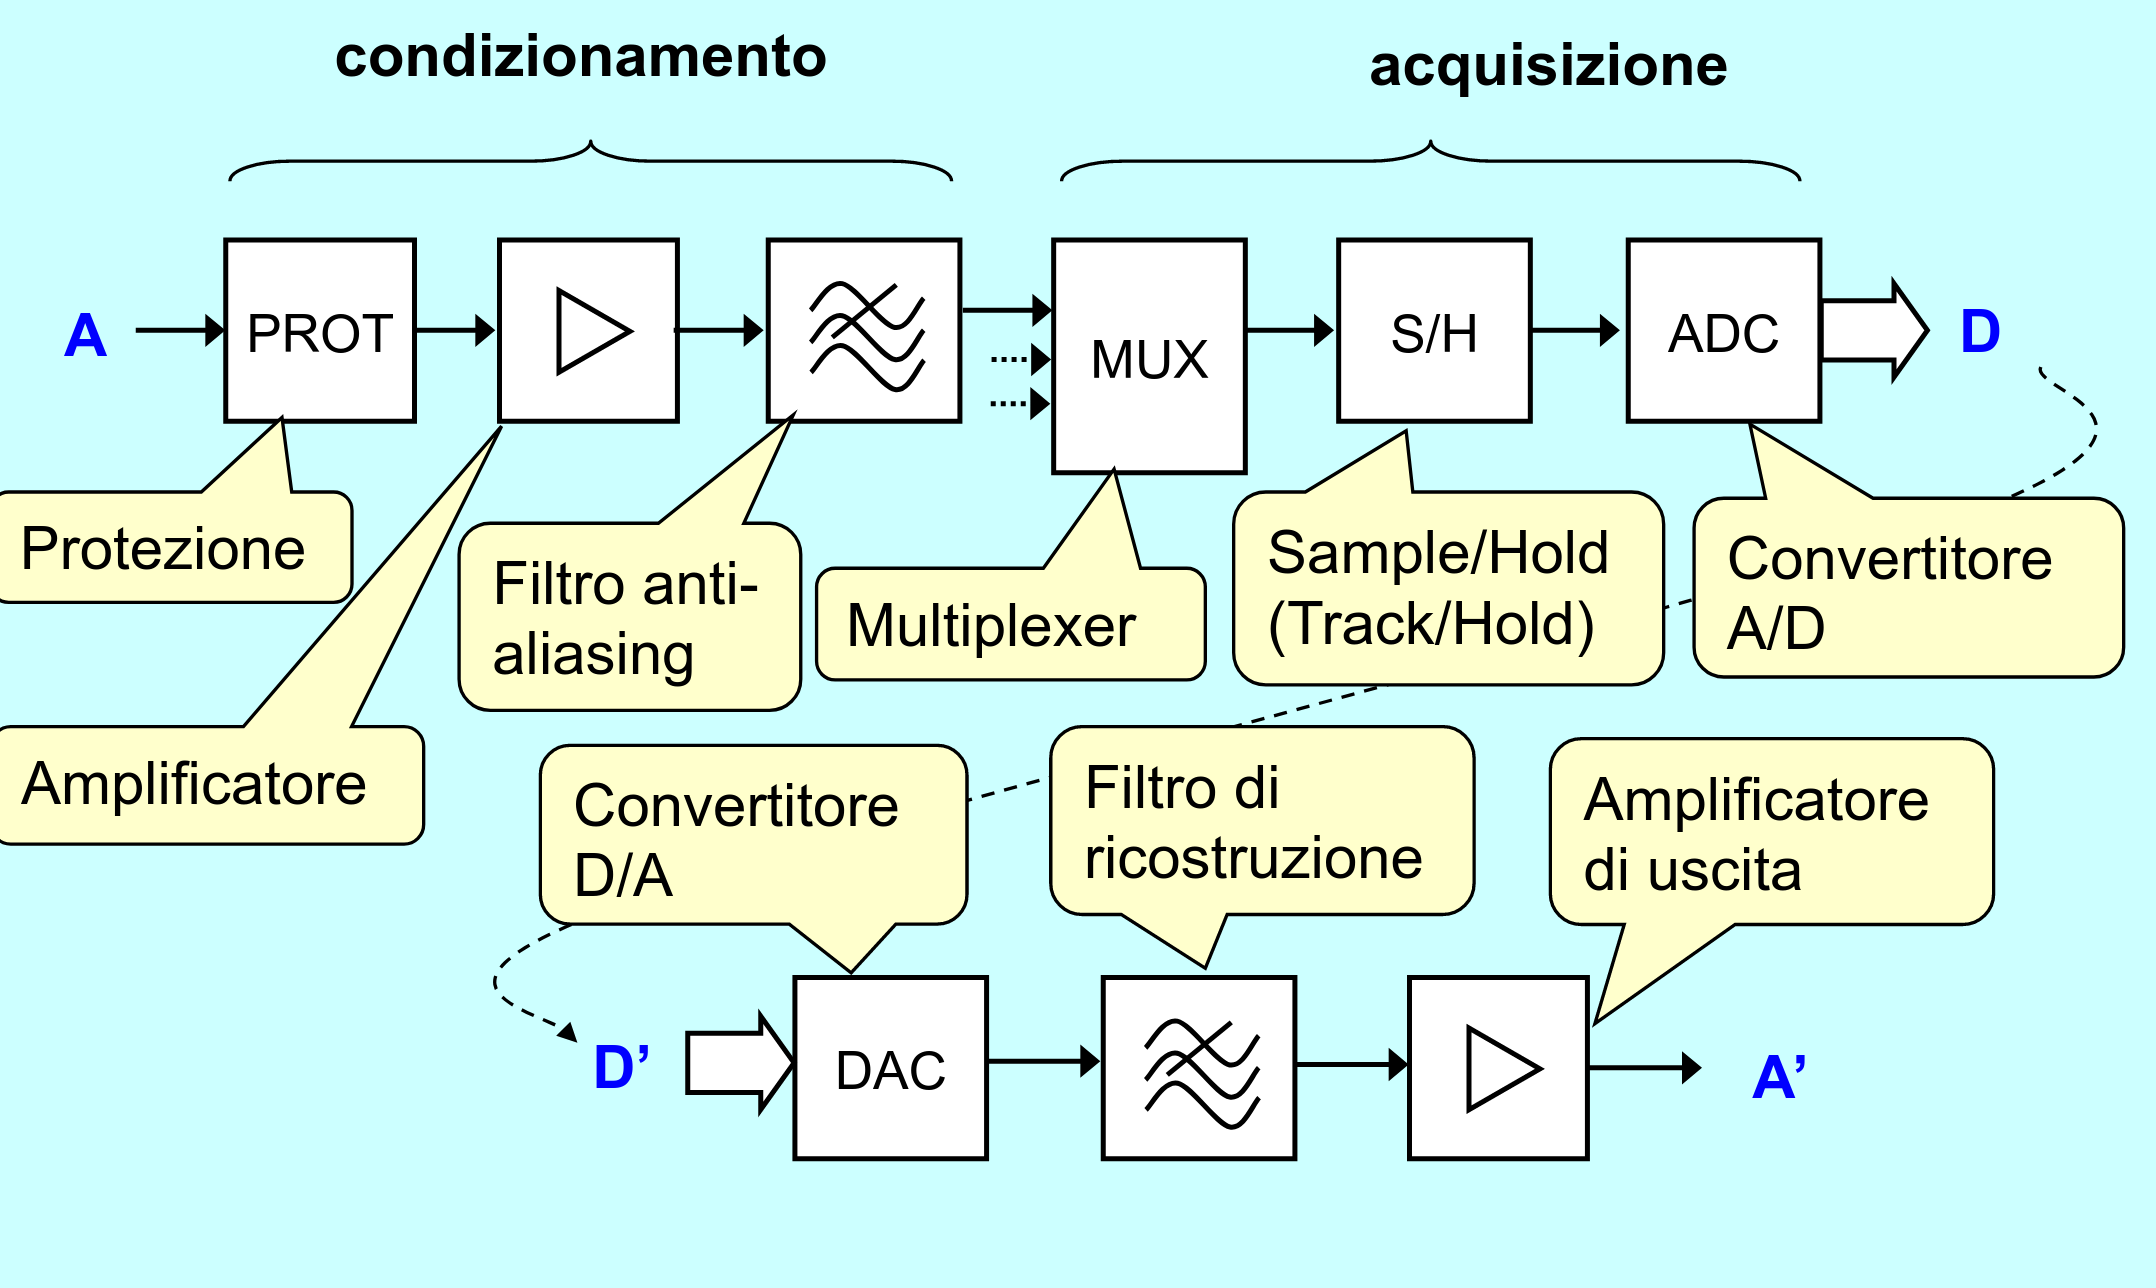 condizionamento
acquisizione
A
PROT
MUX
S/H
ADC
D
Protezione
Filtro anti-
aliasing
Multiplexer
Sample/Hold
(Track/Hold)
Convertitore
A/D
Amplificatore
Convertitore
D/A
Filtro di
ricostruzione
Amplificatore
di uscita
D’
DAC
A’